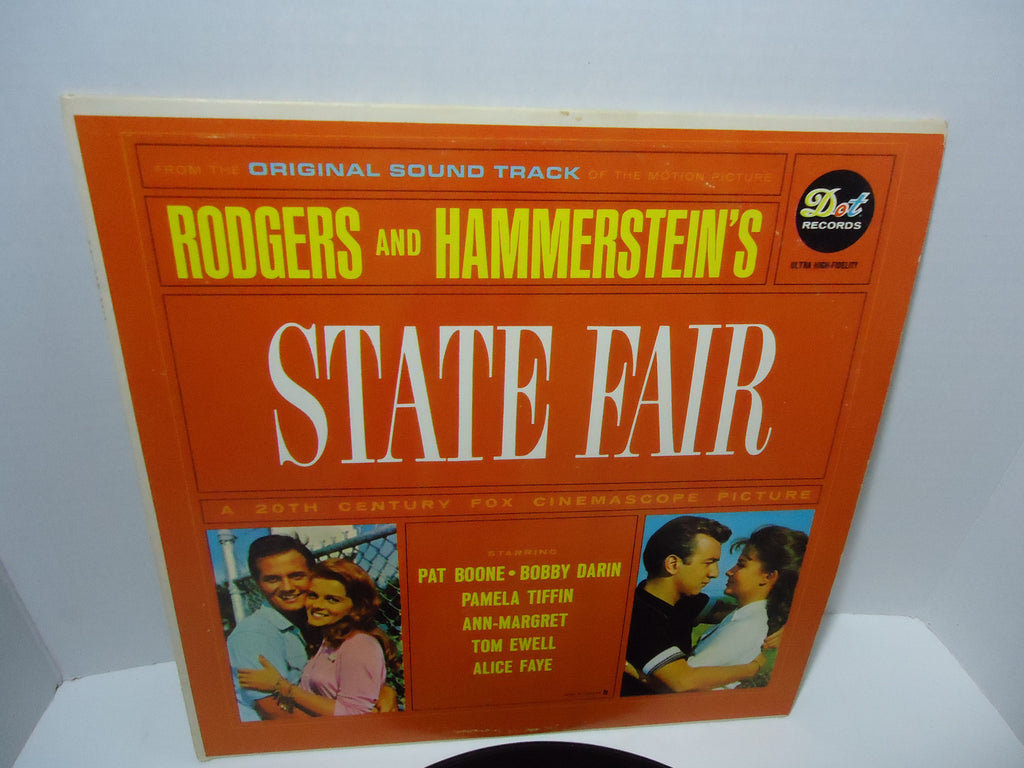 FROM THE ORIGINAL SOUND TRACK OF THE MOTION PICTURE
Dot
RECORDS
ULTRA HIGH-FIDELITY
RODGERS AND HAMMERSTEIN'S
STATE FAIR
A 20TH CENTURY FOX CINEMASCOPE PICTURE
STARRING
PAT BOONE • BOBBY DARIN
PAMELA TIFFIN
ANN-MARGRET
TOM EWELL
ALICE FAYE